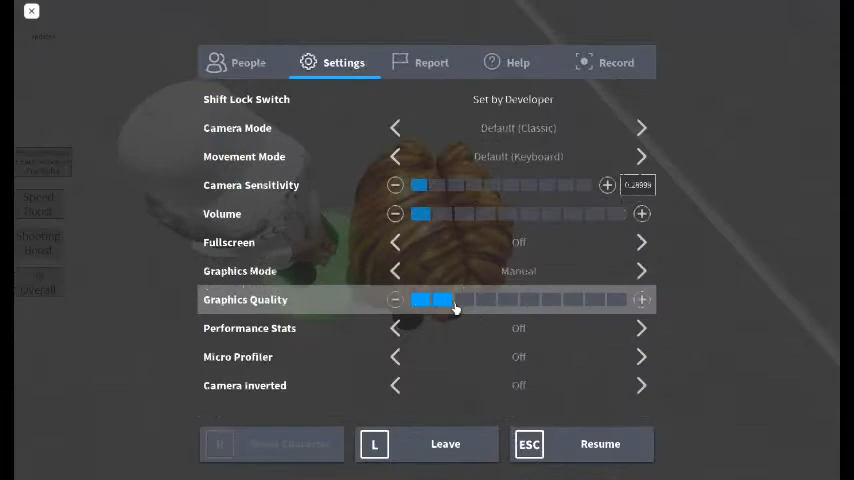 People Settings Report Help Record
Shift Lock Switch Set by Developer
Camera Mode Default (Classic)
Movement Mode Default (Keyboard)
Camera Sensitivity
Volume
Fullscreen Off
Graphics Mode Manual
Graphics Quality
Performance Stats Off
Micro Profiler Off
Camera Inverted Off
Speed
Boost
Shooting
Boost
Overall
R Reset Character L Leave ESC Resume